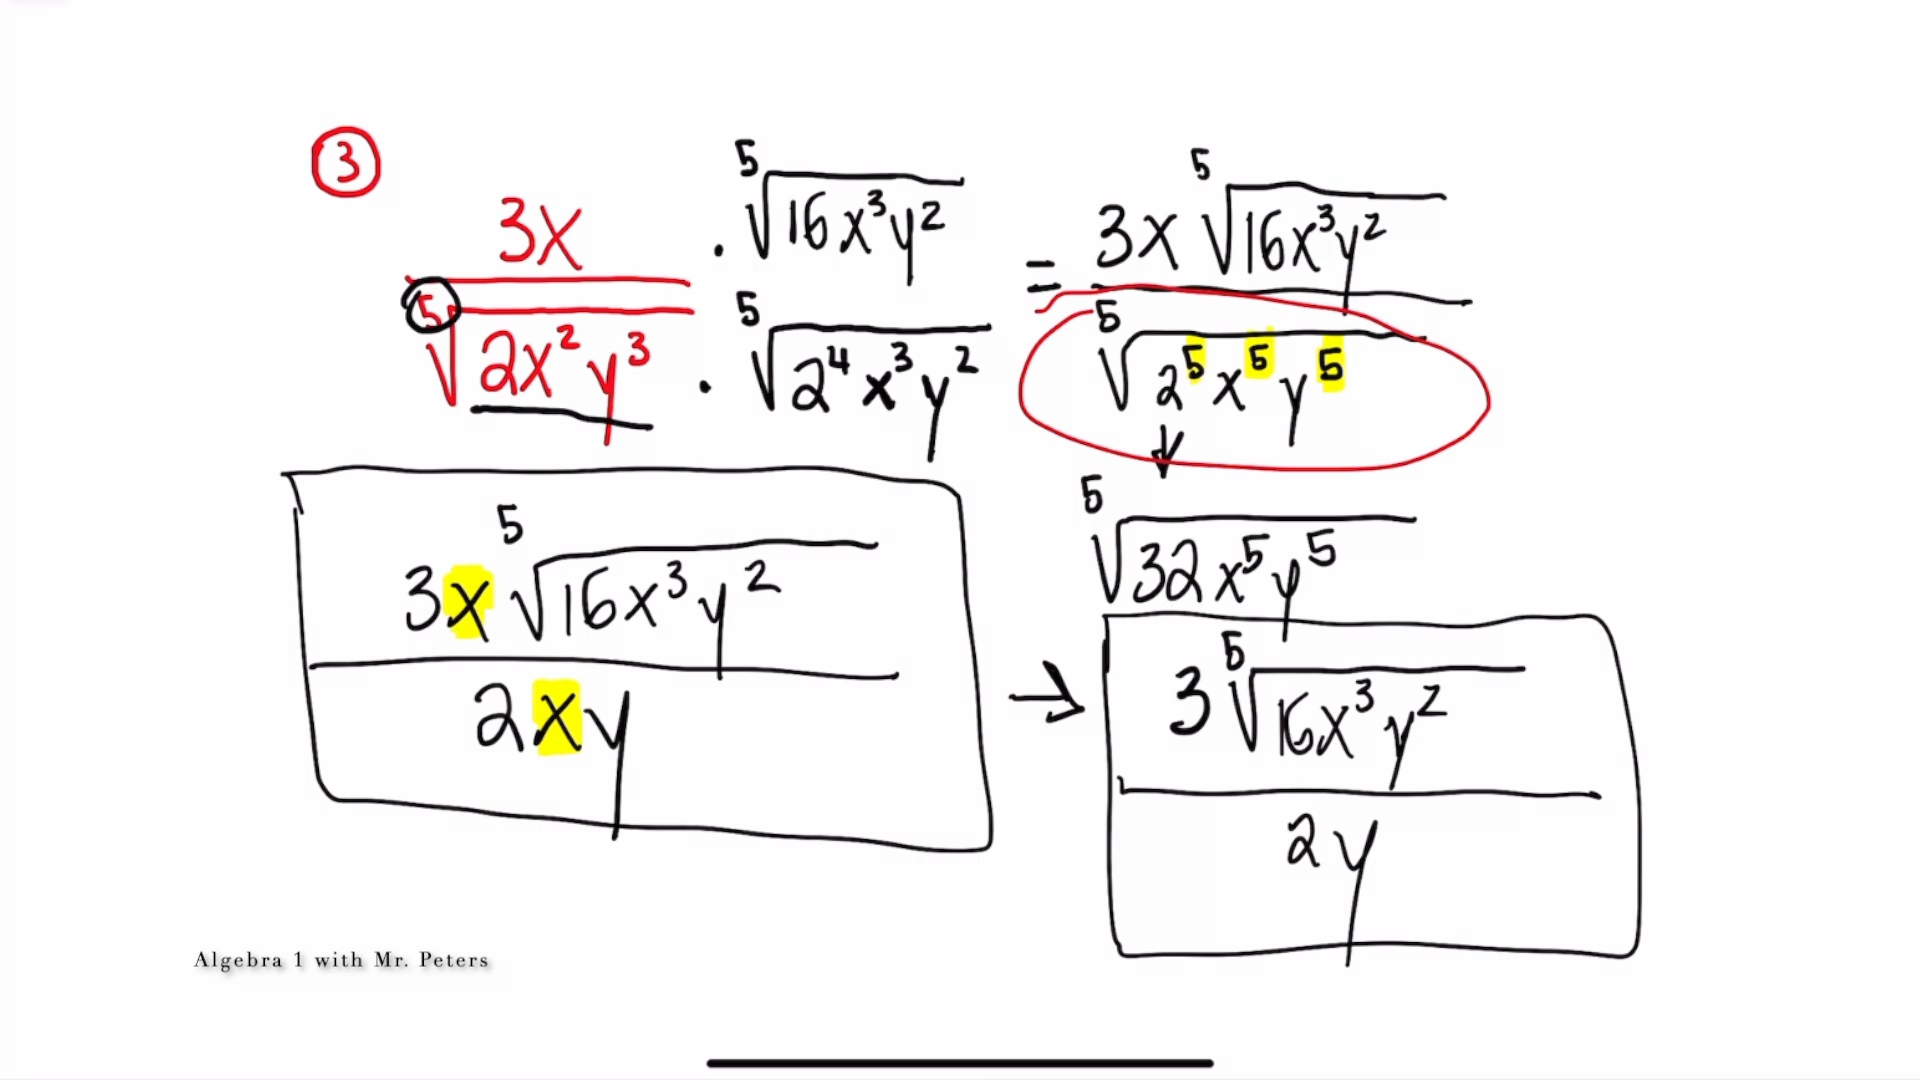 ③
3x / ⁵√(2x²y³) · ⁵√(16x³y²) / ⁵√(2⁴x³y²) = 3x ⁵√(16x³y²) / ⁵√(2⁵x⁵y⁵)
↓
⁵√(32x⁵y⁵)
3x ⁵√(16x³y²) / 2xy → 3 ⁵√(16x³y²) / 2y
Algebra 1 with Mr. Peters